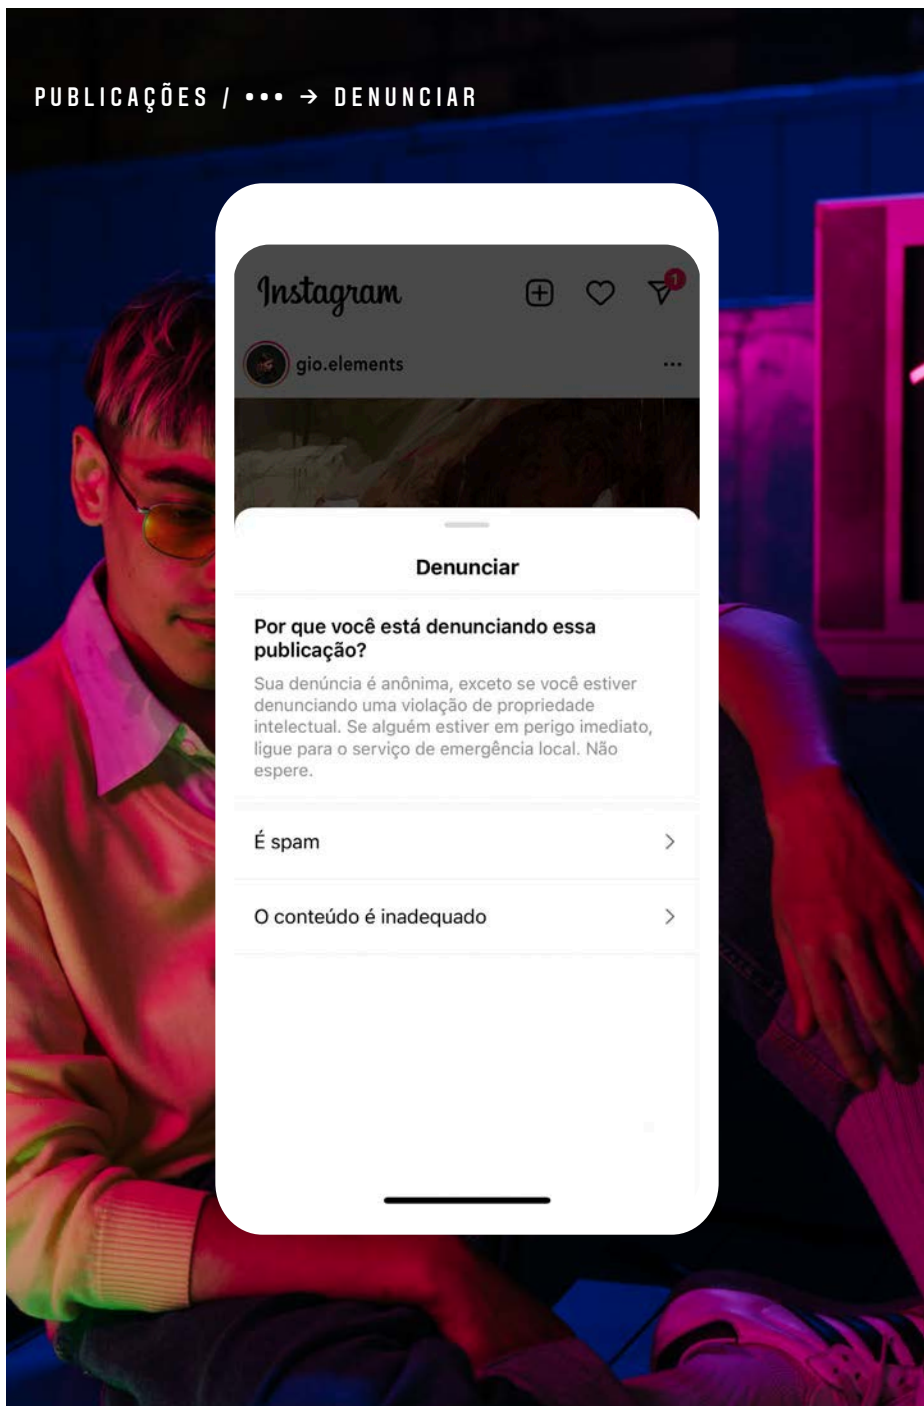 PUBLICAÇÕES / ••• → DENUNCIAR
Instagram
1
gio.elements
...
Denunciar
Por que você está denunciando essa
publicação?
Sua denúncia é anônima, exceto se você estiver
denunciando uma violação de propriedade
intelectual. Se alguém estiver em perigo imediato,
ligue para o serviço de emergência local. Não
espere.
É spam
O conteúdo é inadequado